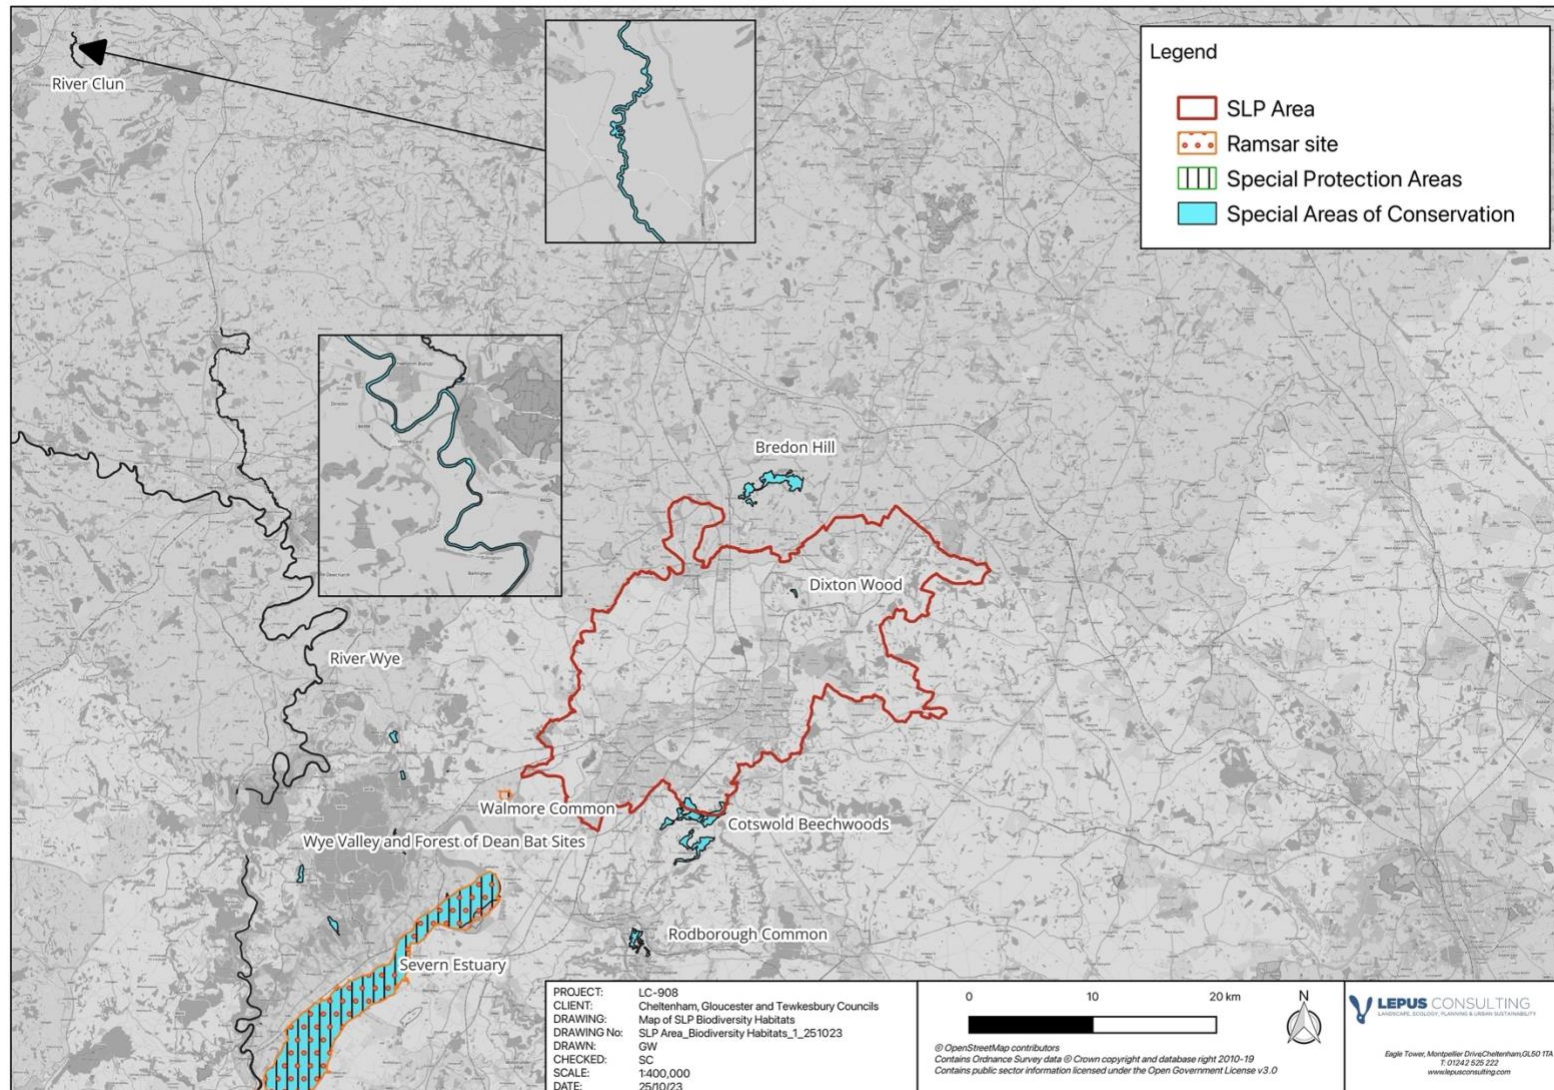 River Clun
Legend
SLP Area
Ramsar site
Special Protection Areas
Special Areas of Conservation
Bredon Hill
Dixton Wood
River Wye
Walmore Common
Cotswold Beechwoods
Wye Valley and Forest of Dean Bat Sites
Rodborough Common
Severn Estuary
PROJECT: LC-908
CLIENT: Cheltenham, Gloucester and Tewkesbury Councils
DRAWING: Map of SLP Biodiversity Habitats
DRAWING No: SLP Area_Biodiversity Habitats_1_251023
DRAWN: GW
CHECKED: SC
SCALE: 1:400,000
DATE: 25/10/23
0 10 20 km
N
© OpenStreetMap contributors
Contains Ordnance Survey data © Crown copyright and database right 2010-19
Contains public sector information licensed under the Open Government License v3.0
LEPUS CONSULTING
LANDSCAPE, ECOLOGY, PLANNING & URBAN SUSTAINABILITY
Eagle Tower, Montpellier Drive,Cheltenham,GL50 1TA
T: 01242 525 222
www.lepusconsulting.com